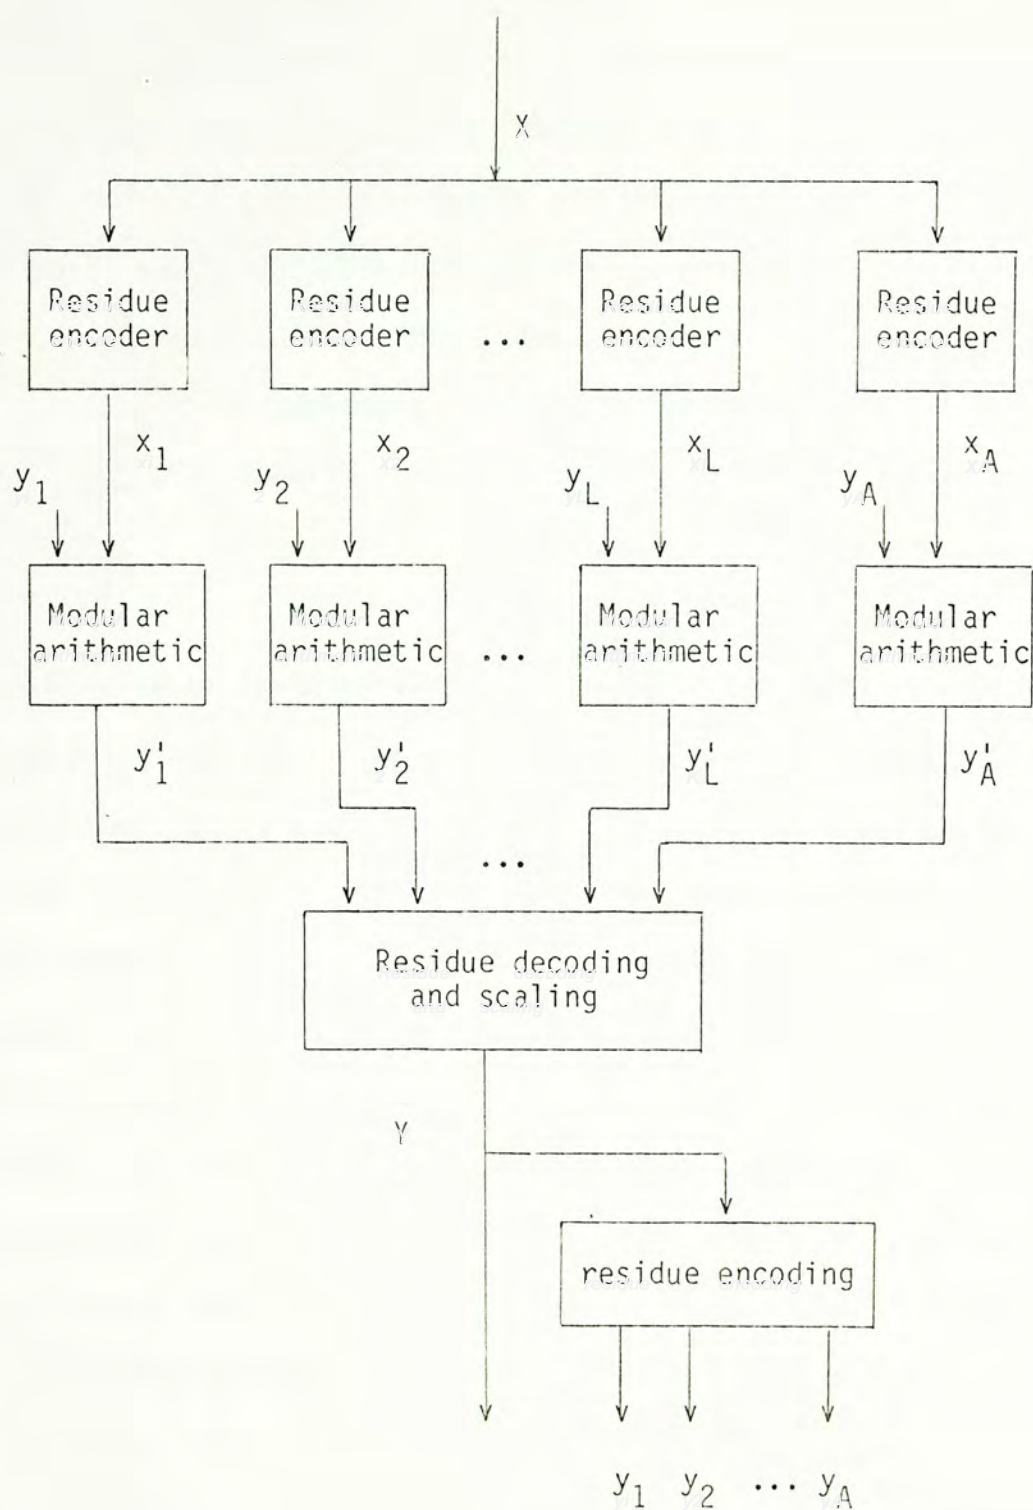 X
Residue Residue Residue Residue
encoder encoder ... encoder encoder
x1 x2 xL xA
y1 y2 yL yA
Modular Modular Modular Modular
arithmetic arithmetic ... arithmetic arithmetic
y'1 y'2 y'L y'A
...
Residue decoding
and scaling
Y
residue encoding
y1 y2 ... yA